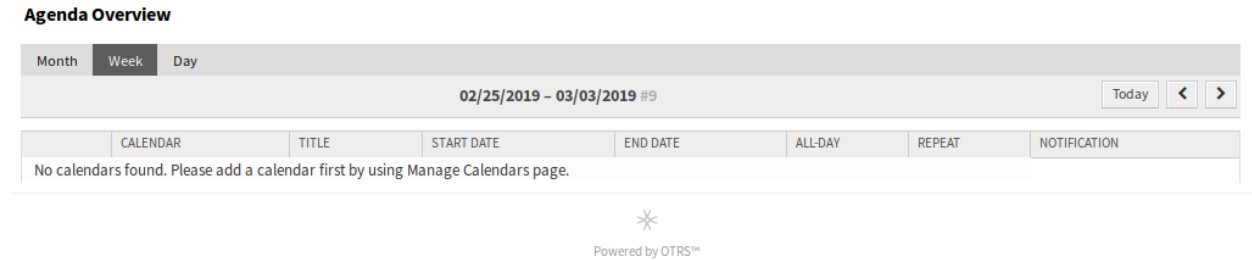 Agenda Overview
Month Week Day
02/25/2019 – 03/03/2019 #9 Today
CALENDAR TITLE START DATE END DATE ALL-DAY REPEAT NOTIFICATION
No calendars found. Please add a calendar first by using Manage Calendars page.
Powered by OTRS™